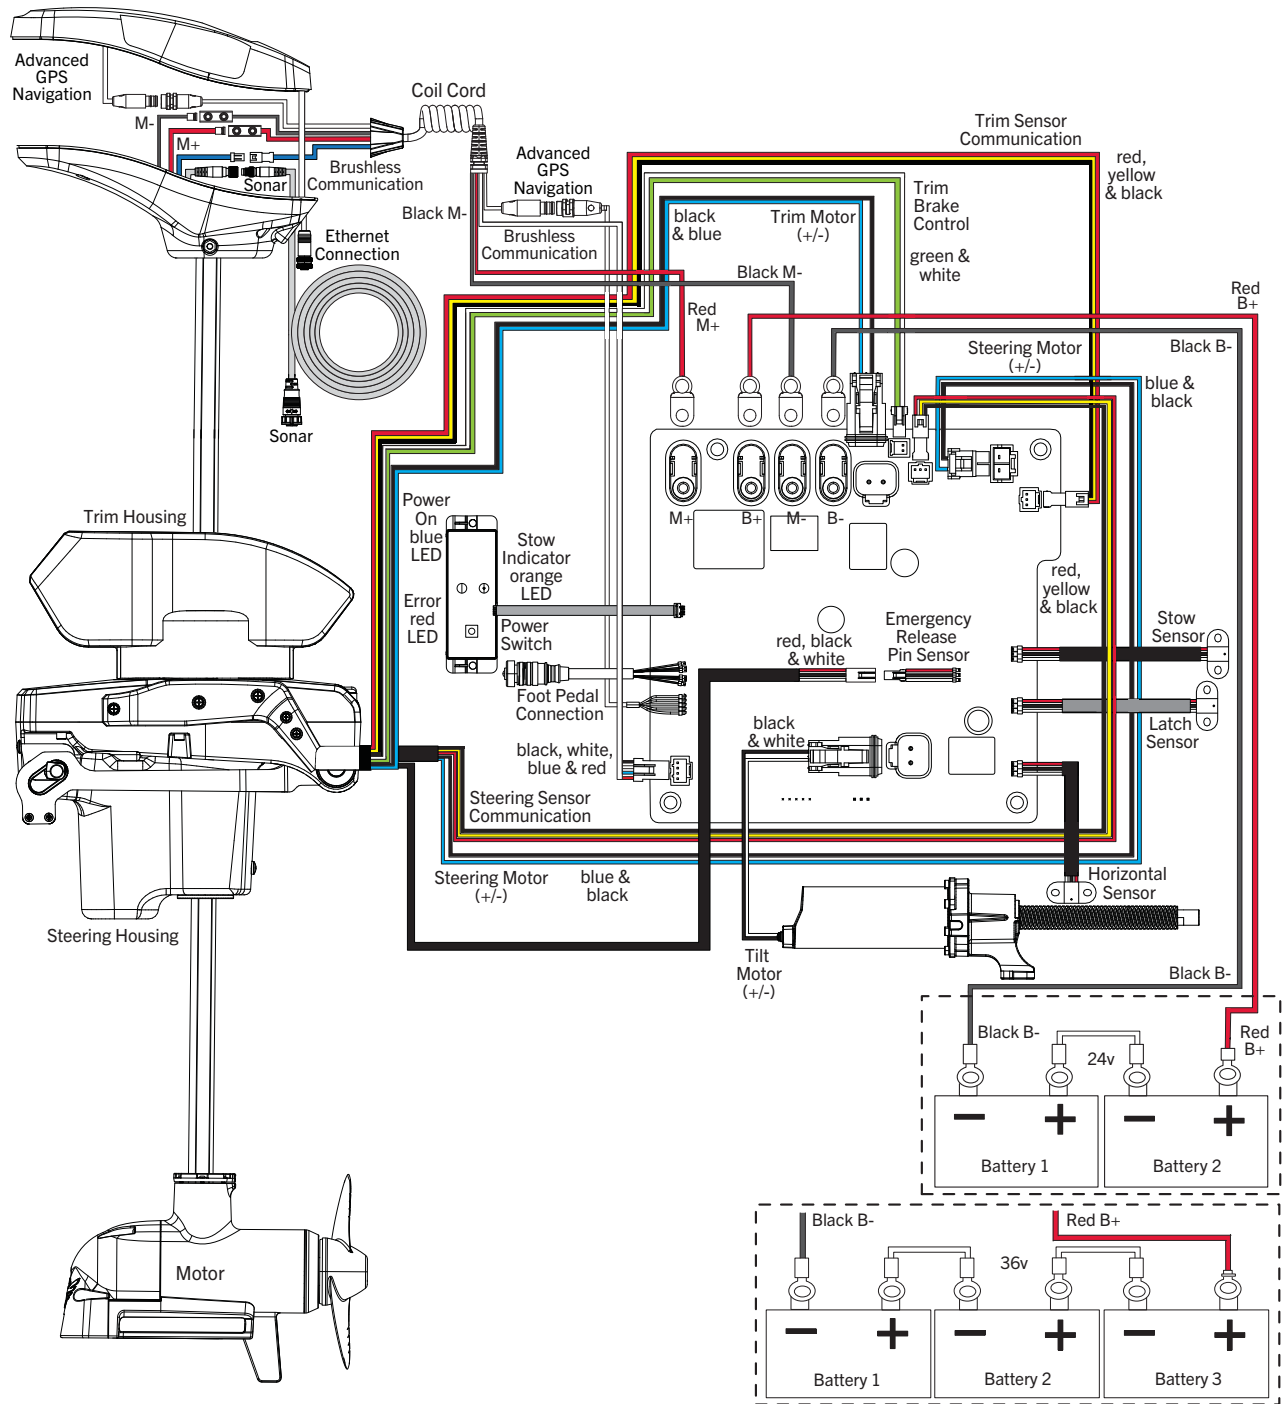 Advanced
GPS
Navigation
M-
M+
Sonar
Brushless
Communication
Coil Cord
Ethernet
Connection
Sonar
Black M-
Advanced
GPS
Navigation
Brushless
Communication
black
& blue
Trim Motor
(+/-)
Trim
Brake
Control
green &
white
Trim Sensor
Communication
red,
yellow
& black
Black M-
Red
M+
Red
B+
Black B-
Steering Motor
(+/-)
blue &
black
M+
B+
M-
B-
Trim Housing
Power
On
blue
LED
Stow
Indicator
orange
LED
Error
red
LED
Power
Switch
Foot Pedal
Connection
red, black
& white
Emergency
Release
Pin Sensor
red,
yellow
& black
Stow
Sensor
Latch
Sensor
black
& white
black, white,
blue & red
Steering Sensor
Communication
Steering Motor
(+/-)
blue &
black
Horizontal
Sensor
Steering Housing
Tilt
Motor
(+/-)
Black B-
Black B-
24v
Red
B+
Battery 1
Battery 2
Black B-
Red B+
36v
Battery 1
Battery 2
Battery 3
Motor